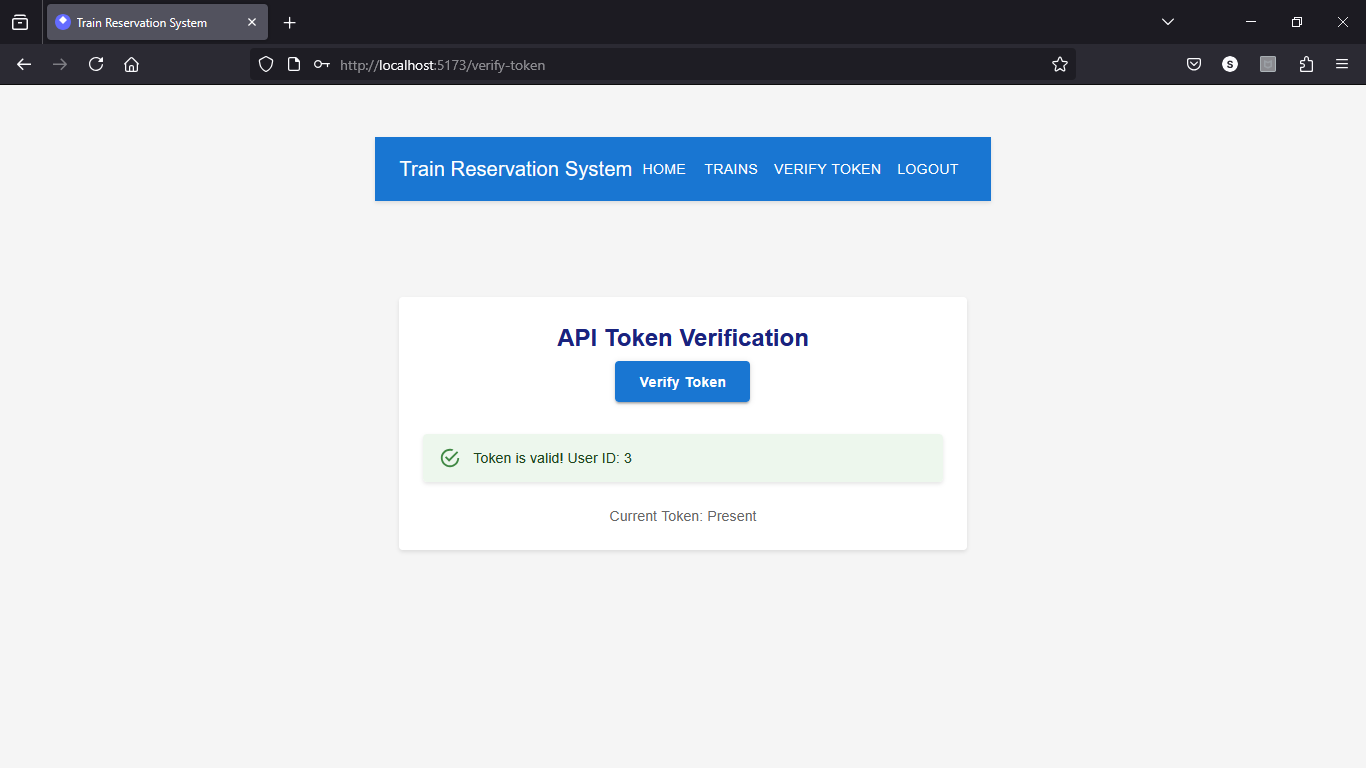 Train Reservation System
http://localhost:5173/verify-token
S
Train Reservation System HOME TRAINS VERIFY TOKEN LOGOUT
API Token Verification
Verify Token
Token is valid! User ID: 3
Current Token: Present